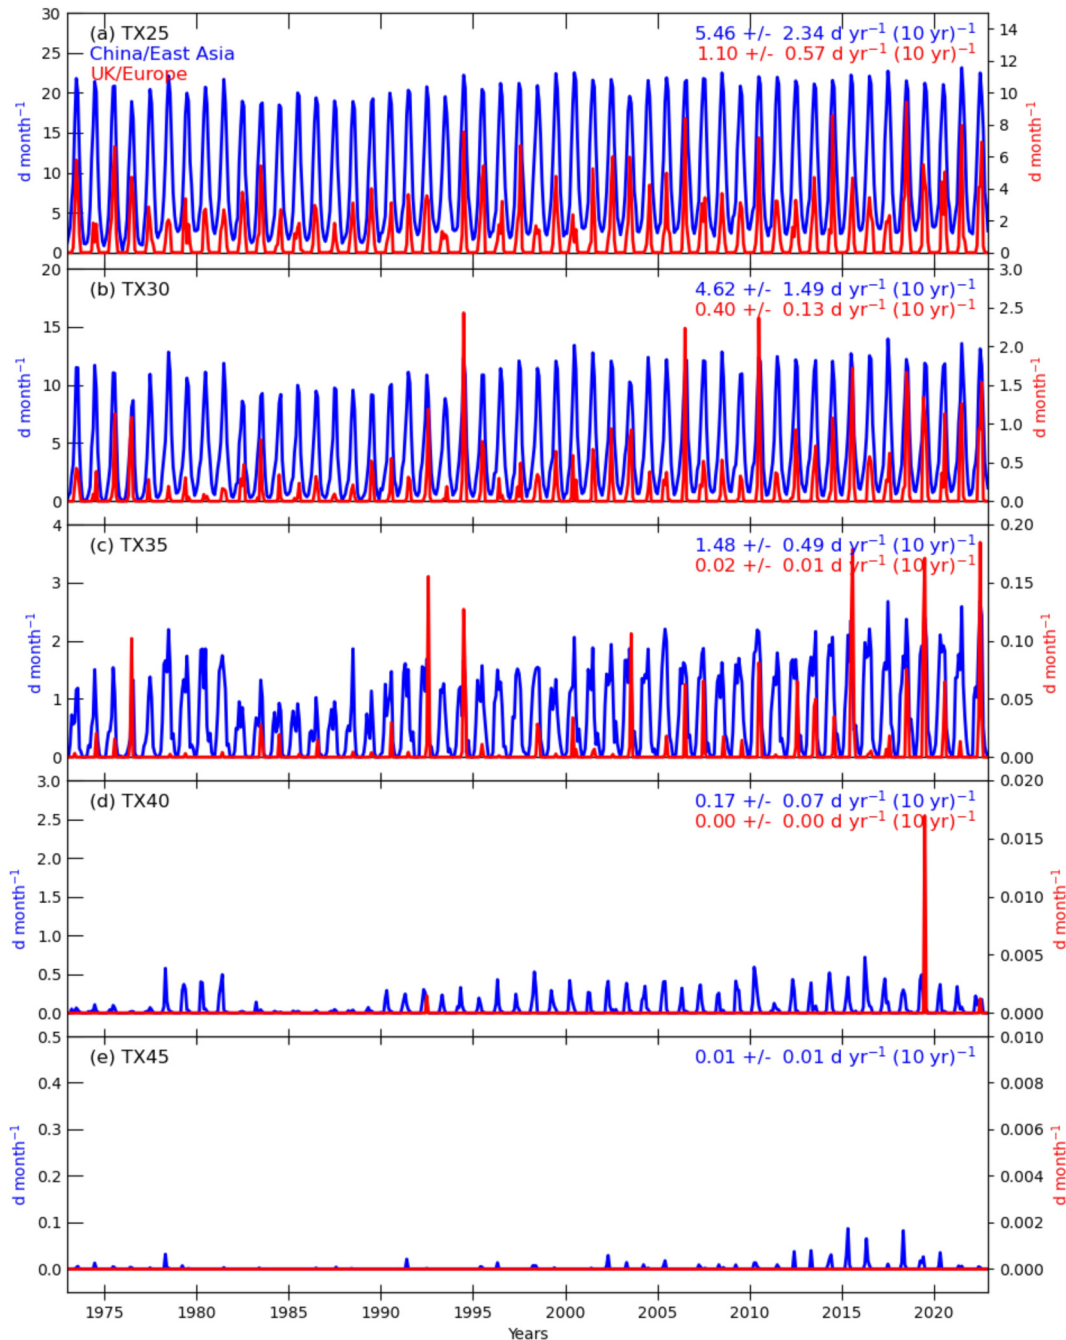 (a) TX25
China/East Asia
UK/Europe
5.46 +/- 2.34 d yr⁻¹ (10 yr)⁻¹
1.10 +/- 0.57 d yr⁻¹ (10 yr)⁻¹
30
25
20
15
10
5
0
d month⁻¹
14
12
10
8
6
4
2
0
d month⁻¹
(b) TX30
4.62 +/- 1.49 d yr⁻¹ (10 yr)⁻¹
0.40 +/- 0.13 d yr⁻¹ (10 yr)⁻¹
20
15
10
5
0
d month⁻¹
3.0
2.5
2.0
1.5
1.0
0.5
0.0
d month⁻¹
(c) TX35
1.48 +/- 0.49 d yr⁻¹ (10 yr)⁻¹
0.02 +/- 0.01 d yr⁻¹ (10 yr)⁻¹
4
3
2
1
0
d month⁻¹
0.20
0.15
0.10
0.05
0.00
d month⁻¹
(d) TX40
0.17 +/- 0.07 d yr⁻¹ (10 yr)⁻¹
0.00 +/- 0.00 d yr⁻¹ (10 yr)⁻¹
3.0
2.5
2.0
1.5
1.0
0.5
0.0
d month⁻¹
0.020
0.015
0.010
0.005
0.000
d month⁻¹
(e) TX45
0.01 +/- 0.01 d yr⁻¹ (10 yr)⁻¹
0.5
0.4
0.3
0.2
0.1
0.0
d month⁻¹
0.010
0.008
0.006
0.004
0.002
0.000
d month⁻¹
1975 1980 1985 1990 1995 2000 2005 2010 2015 2020
Years